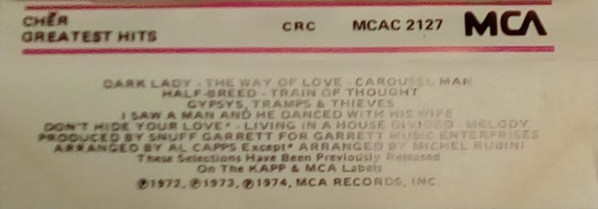 CHÉR CRC MCAC 2127 MCA
GREATEST HITS
DARK LADY - THE WAY OF LOVE - CAROUSEL MAN
HALF-BREED - TRAIN OF THOUGHT
GYPSYS, TRAMPS & THIEVES
I SAW A MAN AND HE DANCED WITH HIS WIFE
DON'T HIDE YOUR LOVE* - LIVING IN A HOUSE DIVIDED - MELODY
PRODUCED BY SNUFF GARRETT FOR GARRETT MUSIC ENTERPRISES
ARRANGED BY AL CAPPS Except* ARRANGED BY MICHEL RUBINI
These Selections Have Been Previously Released
On The KAPP & MCA Labels
℗1972, ℗1973, ℗1974, MCA RECORDS, INC.